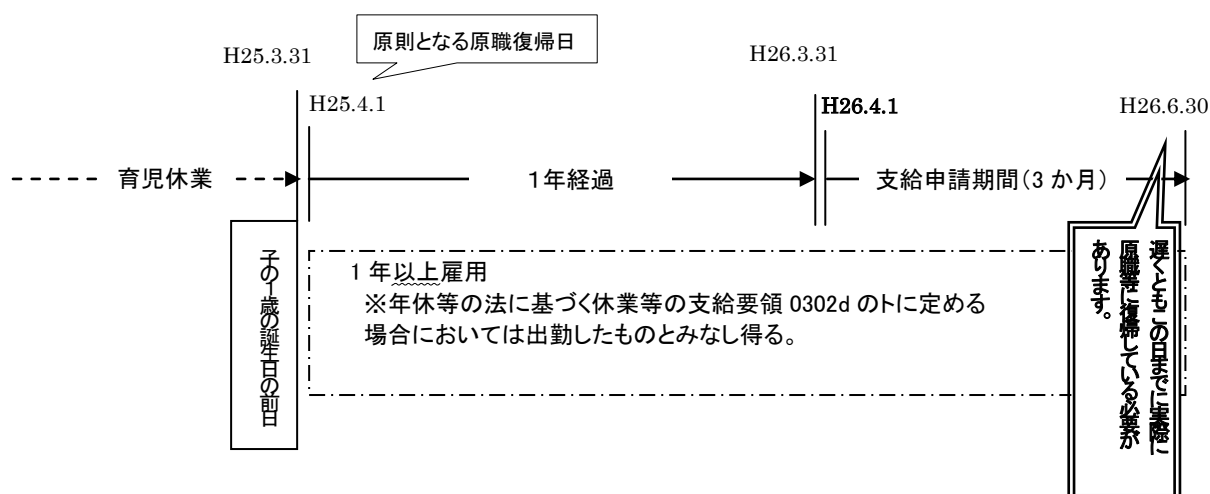 原則となる原職復帰日
H25.3.31
H26.3.31
H25.4.1
H26.4.1
H26.6.30
育児休業
1年経過
支給申請期間(3か月)
子の1歳の誕生日の前日
1年以上雇用
※年休等の法に基づく休業等の支給要領 0302d のトに定める
場合においては出勤したものとみなし得る。
遅くともこの日までに実際に
原職等に復帰している必要が
あります。